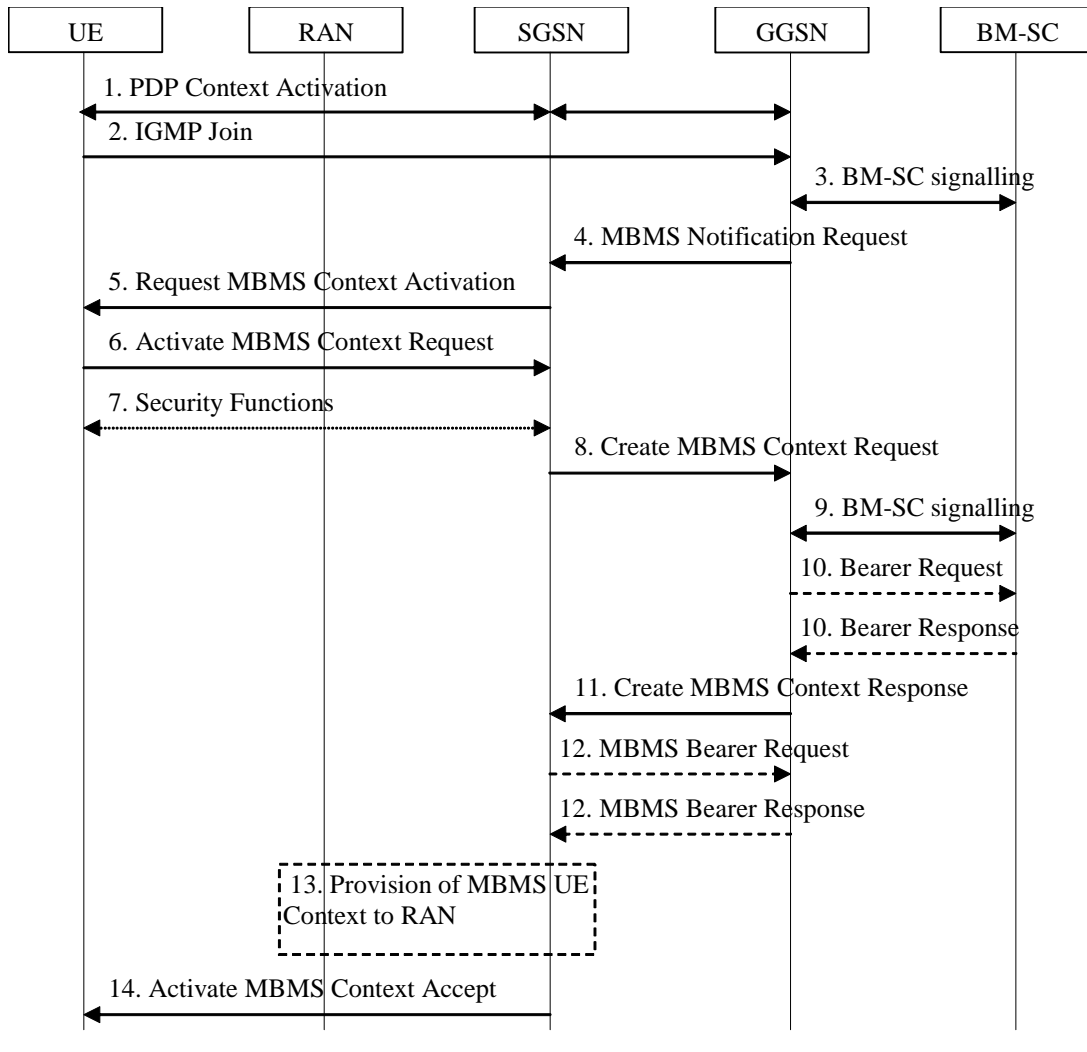 UE RAN SGSN GGSN BM-SC
1. PDP Context Activation
2. IGMP Join
3. BM-SC signalling
4. MBMS Notification Request
5. Request MBMS Context Activation
6. Activate MBMS Context Request
7. Security Functions
8. Create MBMS Context Request
9. BM-SC signalling
10. Bearer Request
10. Bearer Response
11. Create MBMS Context Response
12. MBMS Bearer Request
12. MBMS Bearer Response
13. Provision of MBMS UE
Context to RAN
14. Activate MBMS Context Accept